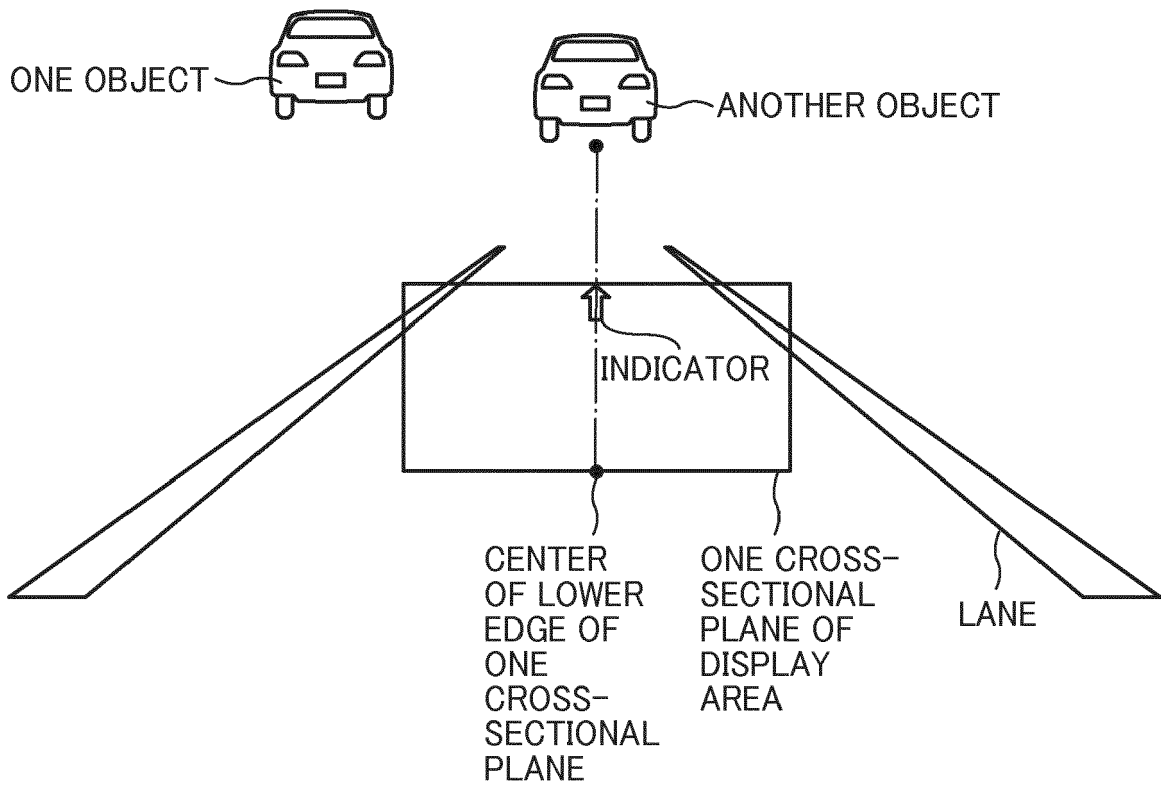 ONE OBJECT
ANOTHER OBJECT
INDICATOR
CENTER
OF LOWER
EDGE OF
ONE
CROSS-
SECTIONAL
PLANE
ONE CROSS-
SECTIONAL
PLANE OF
DISPLAY
AREA
LANE